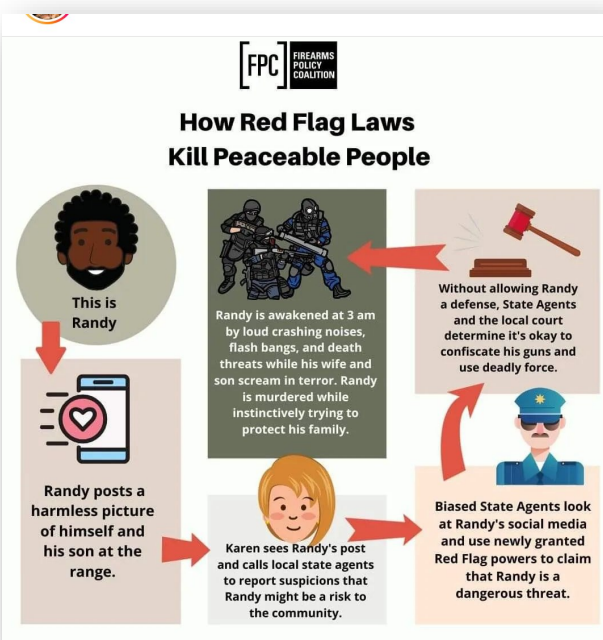 [FPC]
FIREARMS
POLICY
COALITION
How Red Flag Laws
Kill Peaceable People
This is
Randy
Randy posts a
harmless picture
of himself and
his son at the
range.
Karen sees Randy's post
and calls local state agents
to report suspicions that
Randy might be a risk to
the community.
Biased State Agents look
at Randy's social media
and use newly granted
Red Flag powers to claim
that Randy is a
dangerous threat.
Without allowing Randy
a defense, State Agents
and the local court
determine it's okay to
confiscate his guns and
use deadly force.
Randy is awakened at 3 am
by loud crashing noises,
flash bangs, and death
threats while his wife and
son scream in terror. Randy
is murdered while
instinctively trying to
protect his family.